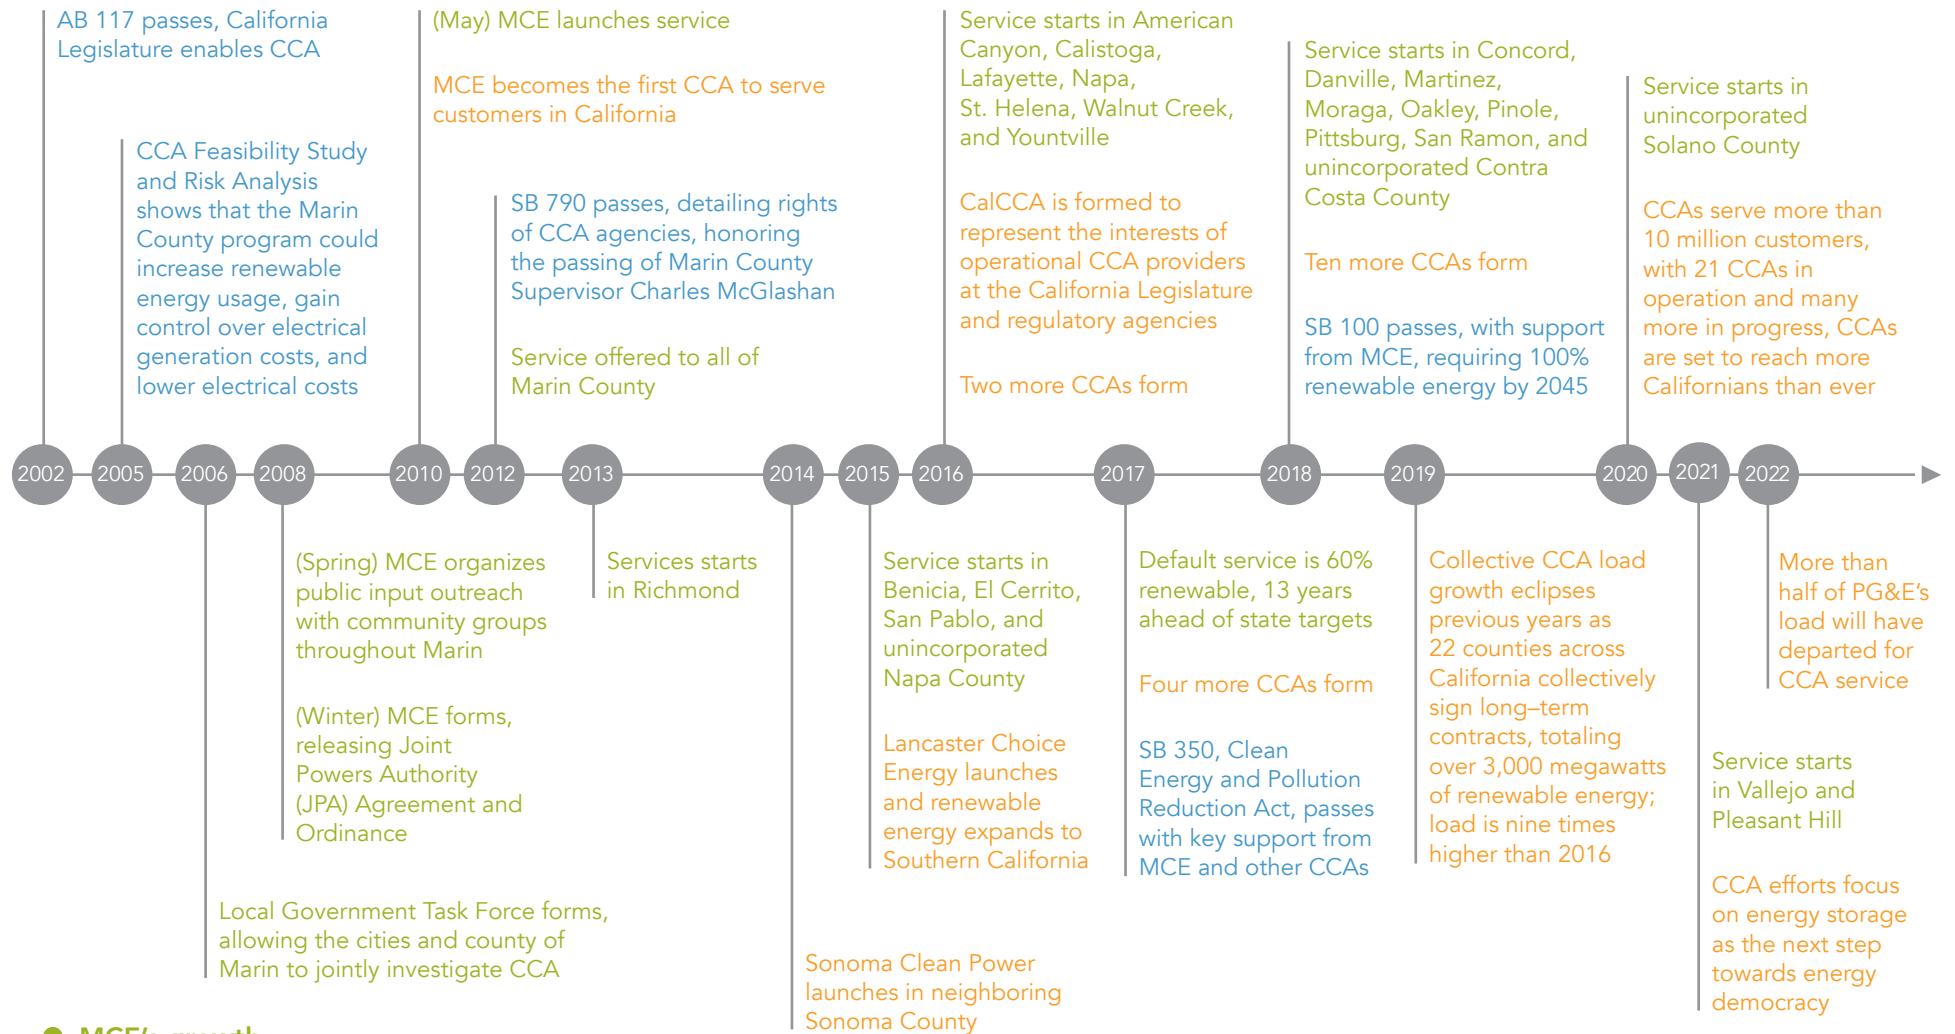 AB 117 passes, California
Legislature enables CCA
CCA Feasibility Study
and Risk Analysis
shows that the Marin
County program could
increase renewable
energy usage, gain
control over electrical
generation costs, and
lower electrical costs
(May) MCE launches service
MCE becomes the first CCA to serve
customers in California
SB 790 passes, detailing rights
of CCA agencies, honoring
the passing of Marin County
Supervisor Charles McGlashan
Service offered to all of
Marin County
Service starts in American
Canyon, Calistoga,
Lafayette, Napa,
St. Helena, Walnut Creek,
and Yountville
CalCCA is formed to
represent the interests of
operational CCA providers
at the California Legislature
and regulatory agencies
Two more CCAs form
Service starts in Concord,
Danville, Martinez,
Moraga, Oakley, Pinole,
Pittsburg, San Ramon, and
unincorporated Contra
Costa County
Ten more CCAs form
SB 100 passes, with support
from MCE, requiring 100%
renewable energy by 2045
Service starts in
unincorporated
Solano County
CCAs serve more than
10 million customers,
with 21 CCAs in
operation and many
more in progress, CCAs
are set to reach more
Californians than ever
2002 2005 2006 2008 2010 2012 2013 2014 2015 2016 2017 2018 2019 2020 2021 2022
Local Government Task Force forms,
allowing the cities and county of
Marin to jointly investigate CCA
(Spring) MCE organizes
public input outreach
with community groups
throughout Marin
(Winter) MCE forms,
releasing Joint
Powers Authority
(JPA) Agreement and
Ordinance
Services starts
in Richmond
Sonoma Clean Power
launches in neighboring
Sonoma County
Service starts in
Benicia, El Cerrito,
San Pablo, and
unincorporated
Napa County
Lancaster Choice
Energy launches
and renewable
energy expands to
Southern California
Default service is 60%
renewable, 13 years
ahead of state targets
Four more CCAs form
SB 350, Clean
Energy and Pollution
Reduction Act, passes
with key support from
MCE and other CCAs
Collective CCA load
growth eclipses
previous years as
22 counties across
California collectively
sign long–term
contracts, totaling
over 3,000 megawatts
of renewable energy;
load is nine times
higher than 2016
Service starts
in Vallejo and
Pleasant Hill
CCA efforts focus
on energy storage
as the next step
towards energy
democracy
More than
half of PG&E's
load will have
departed for
CCA service
MCE's growth